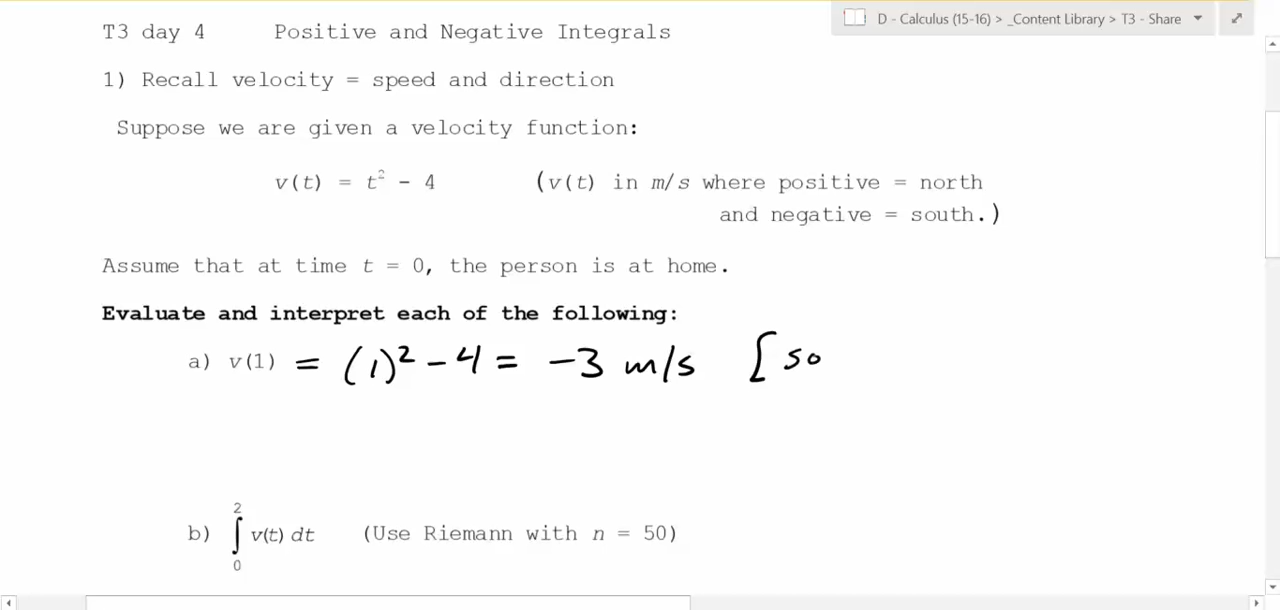 D - Calculus (15-16) > _Content Library > T3 - Share
T3 day 4 Positive and Negative Integrals
1) Recall velocity = speed and direction
Suppose we are given a velocity function:
v(t) = t² - 4 (v(t) in m/s where positive = north
and negative = south.)
Assume that at time t = 0, the person is at home.
Evaluate and interpret each of the following:
a) v(1) = (1)² - 4 = -3 m/s [so
b) ∫₀² v(t) dt (Use Riemann with n = 50)